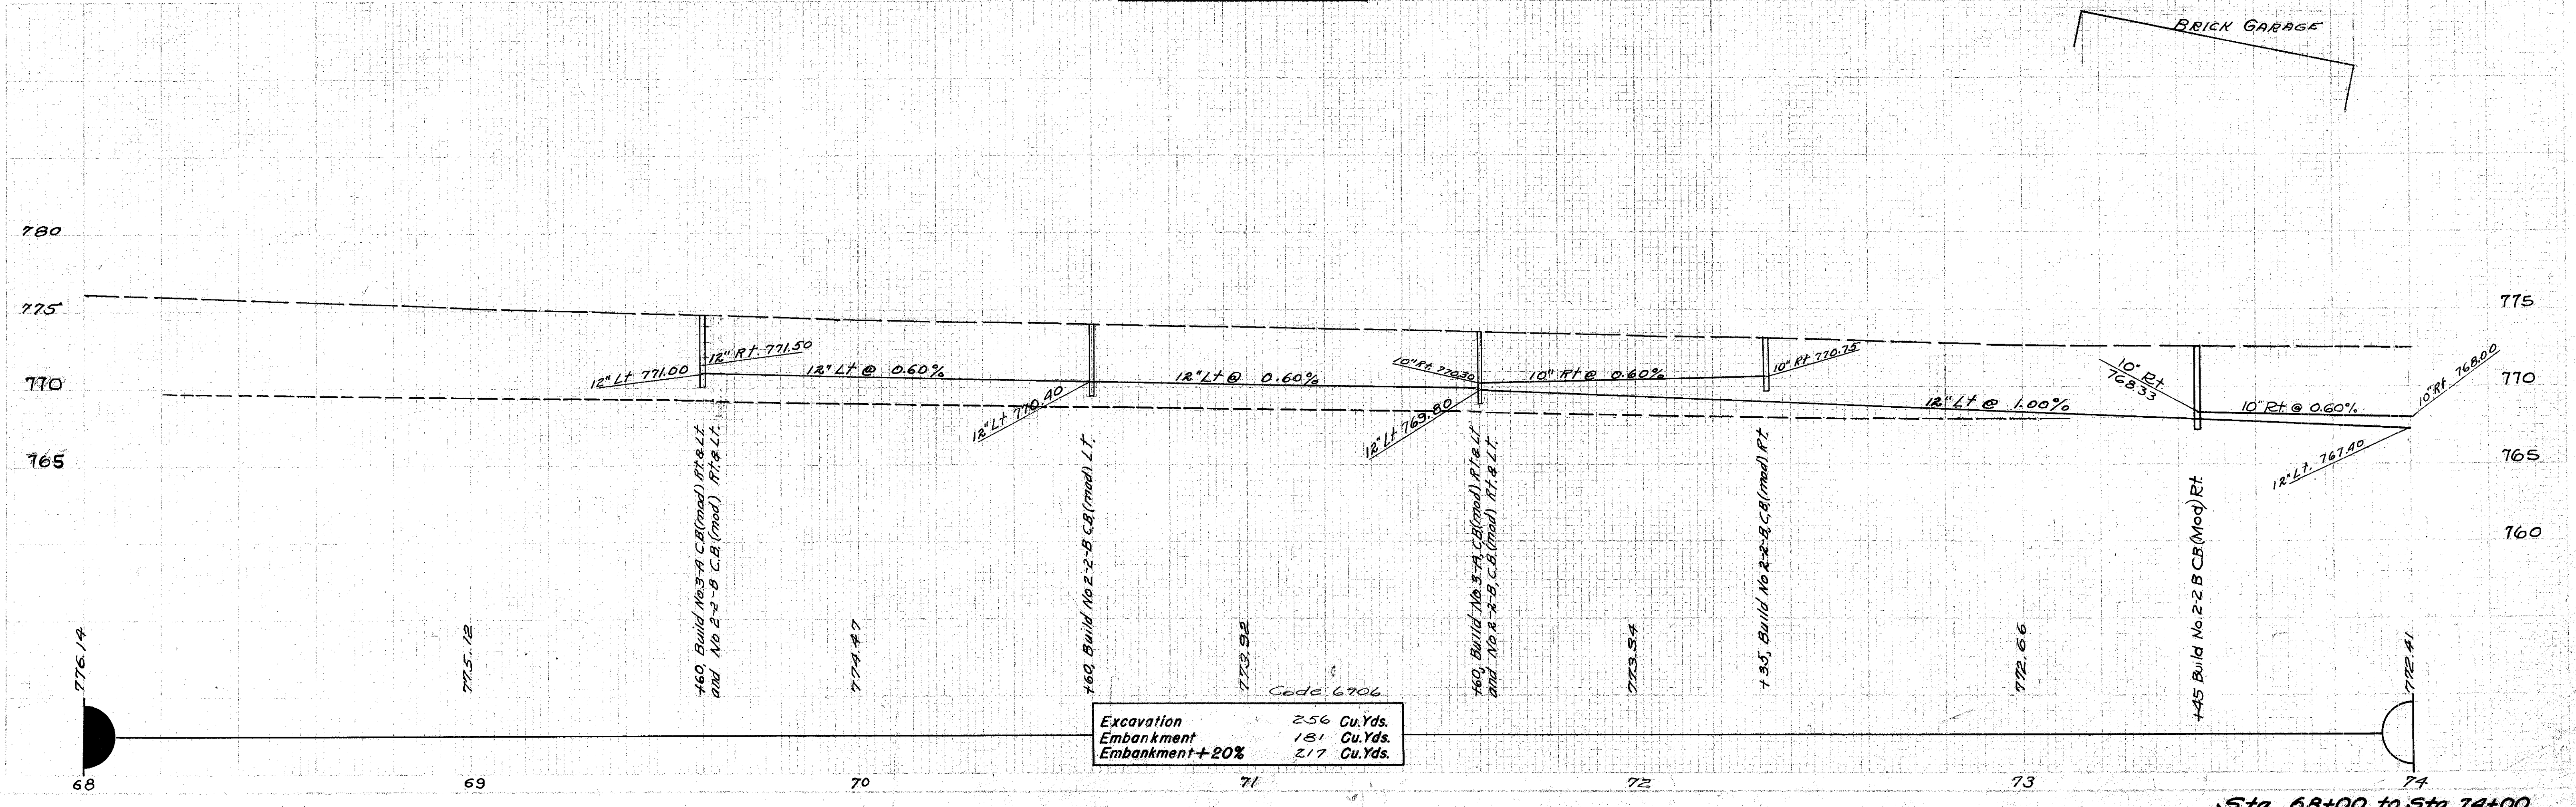 BRICK GARAGE
780
775
770
765
775
770
765
760
12" Lt 771.00
12" Rt. 771.50
12" Lt @ 0.60%
12" Lt 770.40
12" Lt @ 0.60%
10" Rt. 770.30
12" Lt 769.80
10" Rt @ 0.60%
10" Rt 770.75
12" Lt @ 1.00%
10" Rt
768.33
10" Rt @ 0.60%
10" Rt. 768.00
12" Lt. 767.40
+60, Build No.3-A C.B.(mod) Rt.& Lt.
and No 2-2-B C.B.(mod) Rt.& Lt.
+60, Build No 2-2-B C.B.(mod) Lt.
+60, Build No.3-A, C.B.(mod) Rt.& Lt
and No 2-2-B, C.B.(mod) Rt.& Lt.
+35, Build No 2-2-B, C.B.(mod) Rt
+45 Build No.2-2 B C.B.(Mod) Rt.
776.14
775.12
774.47
773.92
773.34
772.66
772.41
Code 6706
Excavation 256 Cu.Yds.
Embankment 181 Cu.Yds.
Embankment+20% 217 Cu.Yds.
68
69
70
71
72
73
74
Sta. 68+00 to Sta 74+00